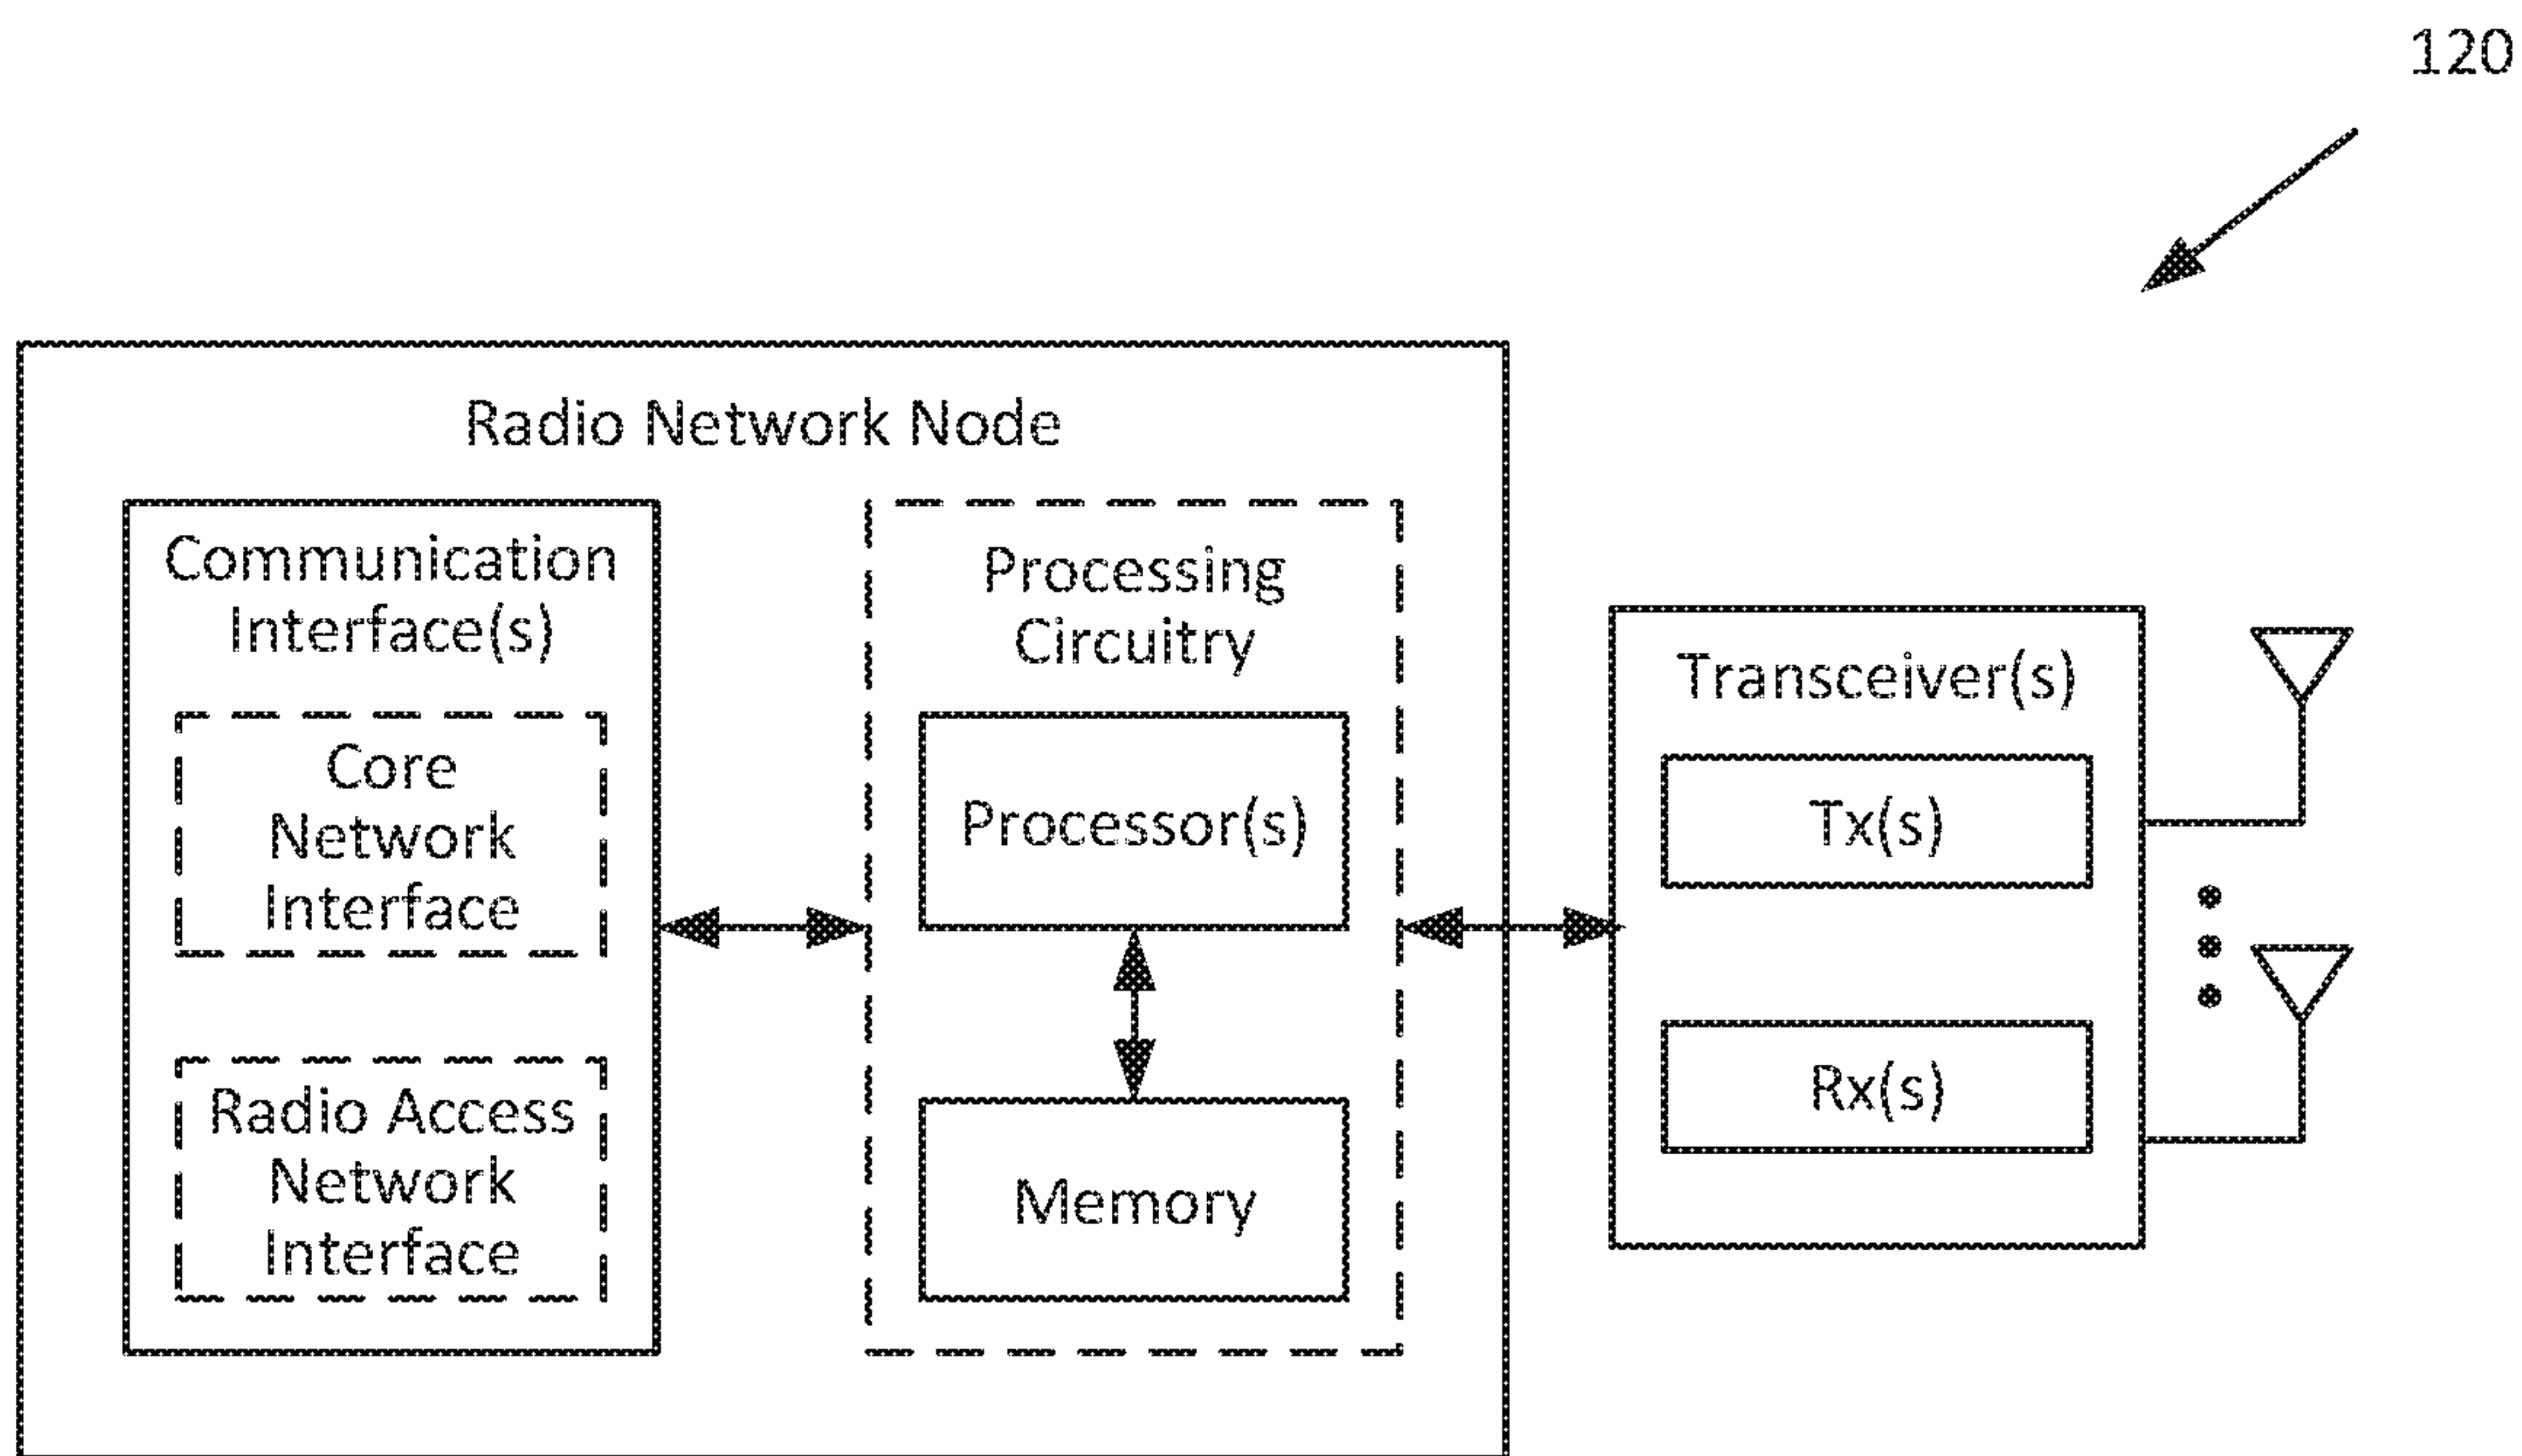 120
Radio Network Node
Communication
Interface(s)
Core
Network
Interface
Radio Access
Network
Interface
Processing
Circuitry
Processor(s)
Memory
Transceiver(s)
Tx(s)
Rx(s)